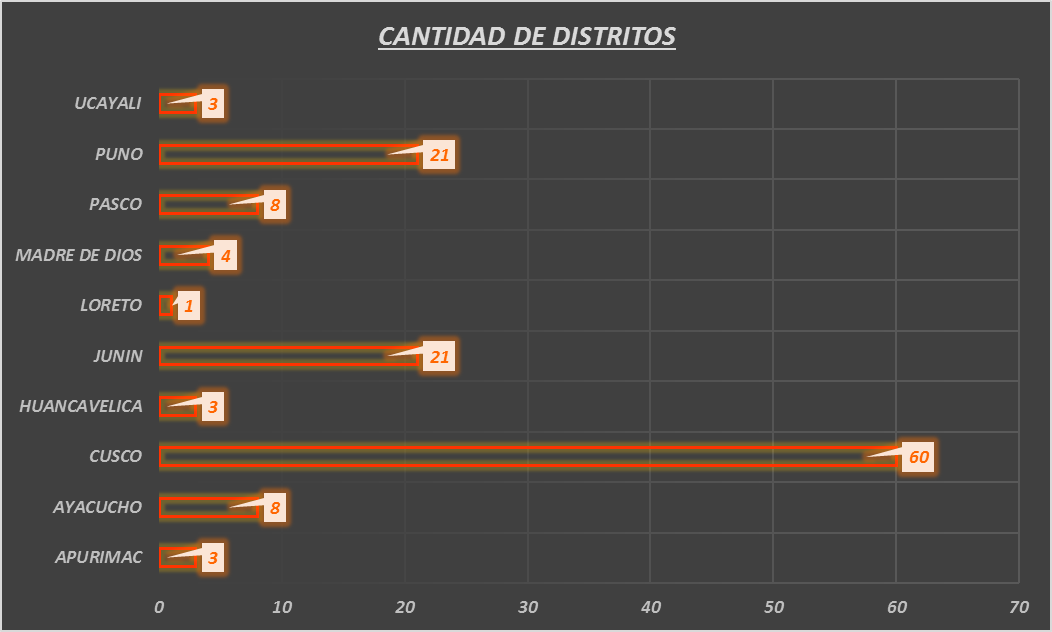 CANTIDAD DE DISTRITOS
UCAYALI 3
PUNO 21
PASCO 8
MADRE DE DIOS 4
LORETO 1
JUNIN 21
HUANCAVELICA 3
CUSCO 60
AYACUCHO 8
APURIMAC 3
0 10 20 30 40 50 60 70